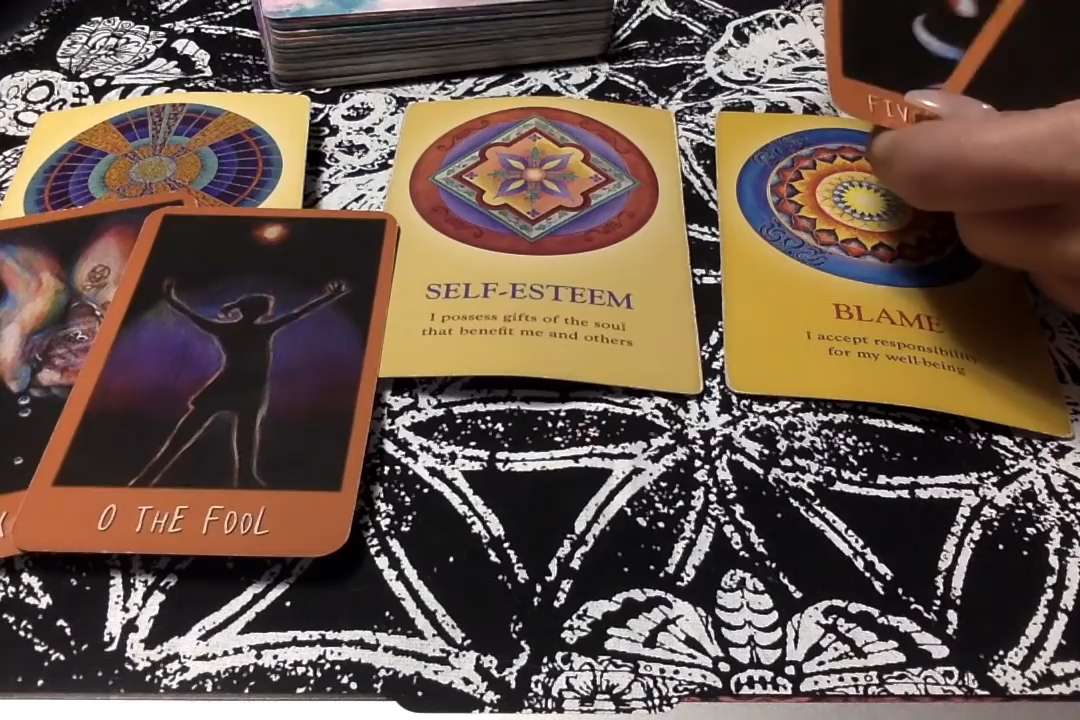 FIVE
SELF-ESTEEM
I possess gifts of the soul
that benefit me and others
BLAME
I accept responsibility
for my well-being
0 THE FOOL